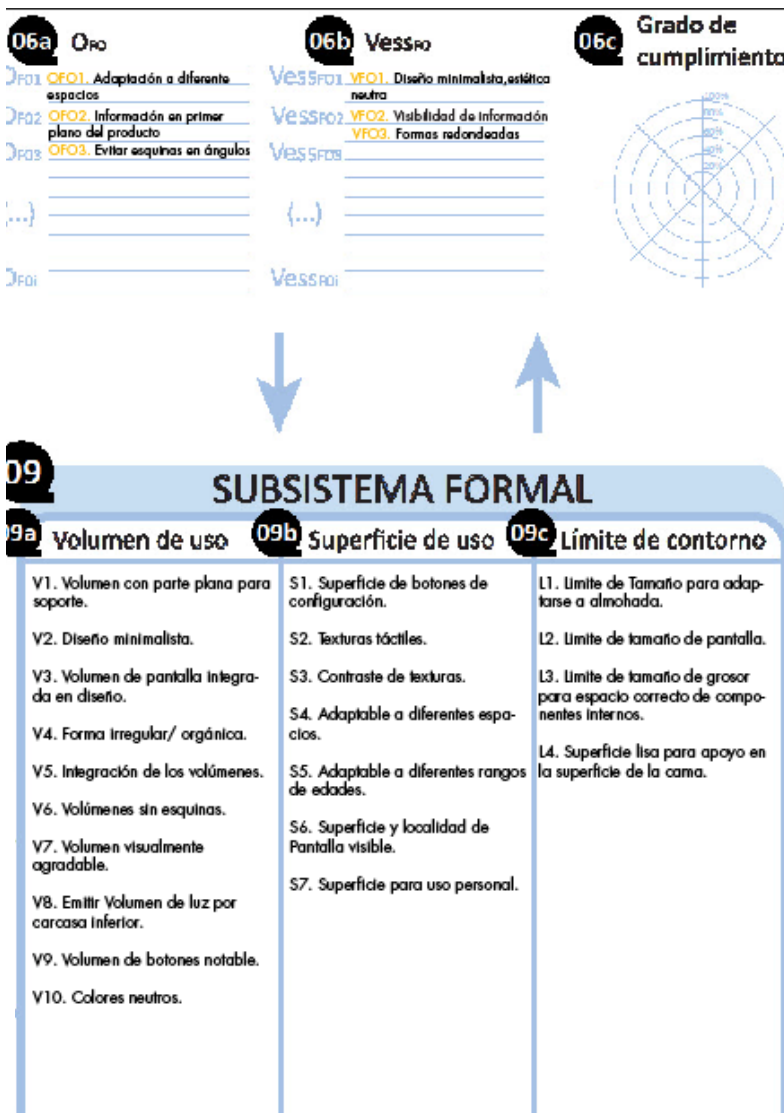 06a OFO
OFO1 OFO1. Adaptación a diferente
espacios
OFO2 OFO2. Información en primer
plano del producto
OFO3 OFO3. Evitar esquinas en ángulos
(...)
OFOi
06b VessFO
VessFO1 VFO1. Diseño minimalista,estética
neutra
VessFO2 VFO2. Visibilidad de información
VessFO3 VFO3. Formas redondeadas
(...)
VessFOi
06c Grado de
cumplimiento
100%
80%
60%
40%
20%
09 SUBSISTEMA FORMAL
09a Volumen de uso
V1. Volumen con parte plana para
soporte.
V2. Diseño minimalista.
V3. Volumen de pantalla integra-
da en diseño.
V4. Forma irregular/ orgánica.
V5. Integración de los volúmenes.
V6. Volúmenes sin esquinas.
V7. Volumen visualmente
agradable.
V8. Emitir Volumen de luz por
carcasa inferior.
V9. Volumen de botones notable.
V10. Colores neutros.
09b Superficie de uso
S1. Superficie de botones de
configuración.
S2. Texturas táctiles.
S3. Contraste de texturas.
S4. Adaptable a diferentes espa-
cios.
S5. Adaptable a diferentes rangos
de edades.
S6. Superficie y localidad de
Pantalla visible.
S7. Superficie para uso personal.
09c Límite de contorno
L1. Limite de Tamaño para adap-
tarse a almohada.
L2. Limite de tamaño de pantalla.
L3. Limite de tamaño de grosor
para espacio correcto de compo-
nentes internos.
L4. Superficie lisa para apoyo en
la superficie de la cama.